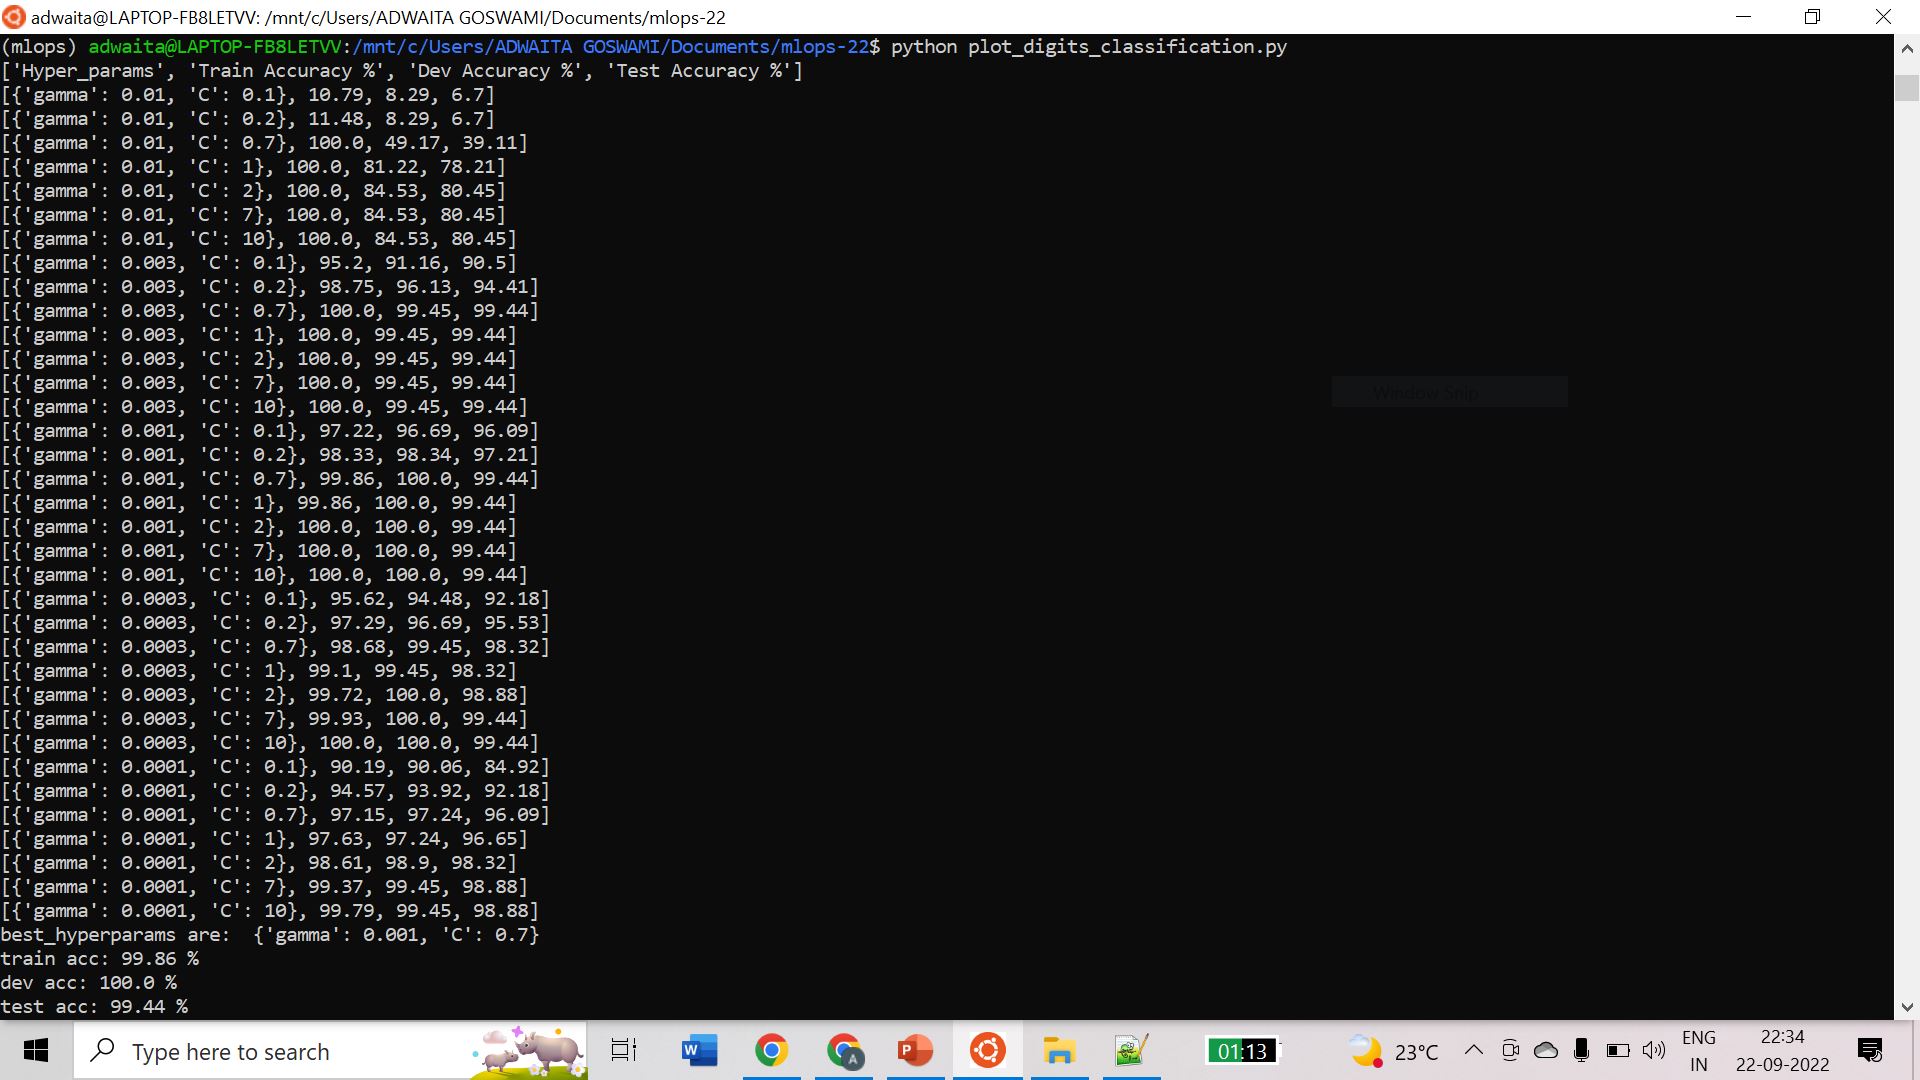 adwaita@LAPTOP-FB8LETVV: /mnt/c/Users/ADWAITA GOSWAMI/Documents/mlops-22
(mlops) adwaita@LAPTOP-FB8LETVV:/mnt/c/Users/ADWAITA GOSWAMI/Documents/mlops-22$ python plot_digits_classification.py
['Hyper_params', 'Train Accuracy %', 'Dev Accuracy %', 'Test Accuracy %']
[{'gamma': 0.01, 'C': 0.1}, 10.79, 8.29, 6.7]
[{'gamma': 0.01, 'C': 0.2}, 11.48, 8.29, 6.7]
[{'gamma': 0.01, 'C': 0.7}, 100.0, 49.17, 39.11]
[{'gamma': 0.01, 'C': 1}, 100.0, 81.22, 78.21]
[{'gamma': 0.01, 'C': 2}, 100.0, 84.53, 80.45]
[{'gamma': 0.01, 'C': 7}, 100.0, 84.53, 80.45]
[{'gamma': 0.01, 'C': 10}, 100.0, 84.53, 80.45]
[{'gamma': 0.003, 'C': 0.1}, 95.2, 91.16, 90.5]
[{'gamma': 0.003, 'C': 0.2}, 98.75, 96.13, 94.41]
[{'gamma': 0.003, 'C': 0.7}, 100.0, 99.45, 99.44]
[{'gamma': 0.003, 'C': 1}, 100.0, 99.45, 99.44]
[{'gamma': 0.003, 'C': 2}, 100.0, 99.45, 99.44]
[{'gamma': 0.003, 'C': 7}, 100.0, 99.45, 99.44]
[{'gamma': 0.003, 'C': 10}, 100.0, 99.45, 99.44]
[{'gamma': 0.001, 'C': 0.1}, 97.22, 96.69, 96.09]
[{'gamma': 0.001, 'C': 0.2}, 98.33, 98.34, 97.21]
[{'gamma': 0.001, 'C': 0.7}, 99.86, 100.0, 99.44]
[{'gamma': 0.001, 'C': 1}, 99.86, 100.0, 99.44]
[{'gamma': 0.001, 'C': 2}, 100.0, 100.0, 99.44]
[{'gamma': 0.001, 'C': 7}, 100.0, 100.0, 99.44]
[{'gamma': 0.001, 'C': 10}, 100.0, 100.0, 99.44]
[{'gamma': 0.0003, 'C': 0.1}, 95.62, 94.48, 92.18]
[{'gamma': 0.0003, 'C': 0.2}, 97.29, 96.69, 95.53]
[{'gamma': 0.0003, 'C': 0.7}, 98.68, 99.45, 98.32]
[{'gamma': 0.0003, 'C': 1}, 99.1, 99.45, 98.32]
[{'gamma': 0.0003, 'C': 2}, 99.72, 100.0, 98.88]
[{'gamma': 0.0003, 'C': 7}, 99.93, 100.0, 99.44]
[{'gamma': 0.0003, 'C': 10}, 100.0, 100.0, 99.44]
[{'gamma': 0.0001, 'C': 0.1}, 90.19, 90.06, 84.92]
[{'gamma': 0.0001, 'C': 0.2}, 94.57, 93.92, 92.18]
[{'gamma': 0.0001, 'C': 0.7}, 97.15, 97.24, 96.09]
[{'gamma': 0.0001, 'C': 1}, 97.63, 97.24, 96.65]
[{'gamma': 0.0001, 'C': 2}, 98.61, 98.9, 98.32]
[{'gamma': 0.0001, 'C': 7}, 99.37, 99.45, 98.88]
[{'gamma': 0.0001, 'C': 10}, 99.79, 99.45, 98.88]
best_hyperparams are:  {'gamma': 0.001, 'C': 0.7}
train acc: 99.86 %
dev acc: 100.0 %
test acc: 99.44 %
Window Snip
Type here to search
W
A
P
01:13
23°C
ENG
IN
22:34
22-09-2022